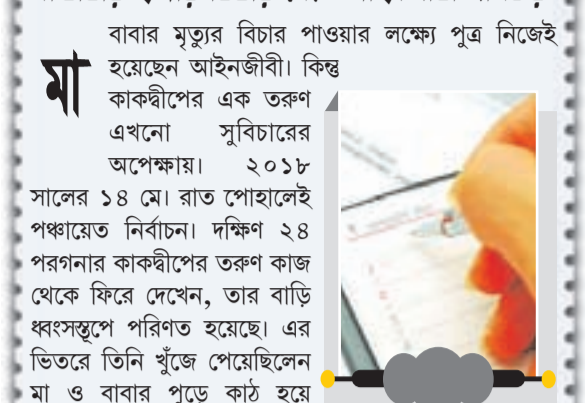 মা বাবার মৃত্যুর বিচার পাওয়ার লক্ষ্যে পুত্র নিজেই
হয়েছেন আইনজীবী। কিন্তু
কাকদ্বীপের এক তরুণ
এখনো সুবিচারের
অপেক্ষায়। ২০১৮
সালের ১৪ মে। রাত পোহালেই
পঞ্চায়েত নির্বাচন। দক্ষিণ ২৪
পরগনার কাকদ্বীপের তরুণ কাজ
থেকে ফিরে দেখেন, তার বাড়ি
ধ্বংসস্তূপে পরিণত হয়েছে। এর
ভিতরে তিনি খুঁজে পেয়েছিলেন
মা ও বাবার পুড়ে কাঠ হয়ে